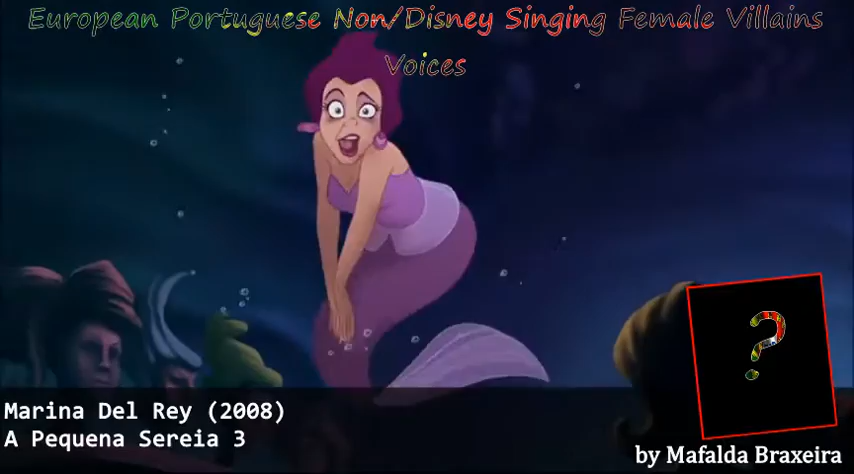 European Portuguese Non/Disney Singing Female Villains
Voices
?
Marina Del Rey (2008)
A Pequena Sereia 3
by Mafalda Braxeira